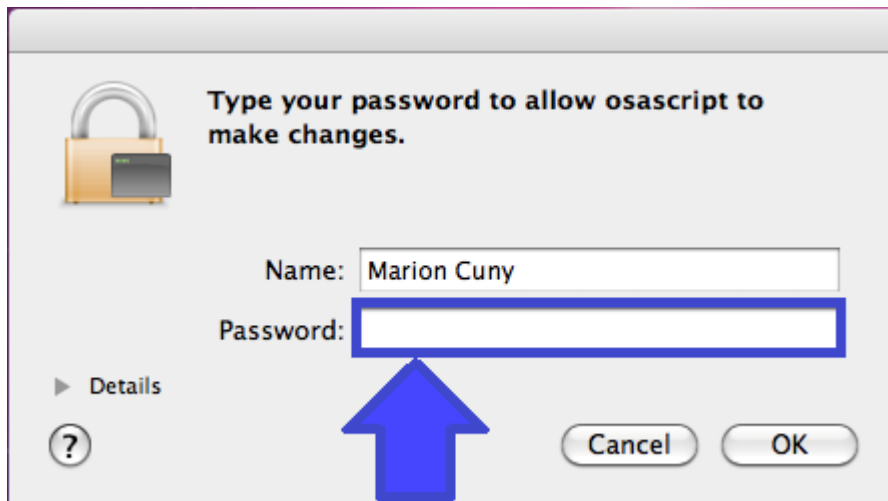 Type your password to allow osascript to
make changes.
Name: Marion Cuny
Password:
Details
?
Cancel OK